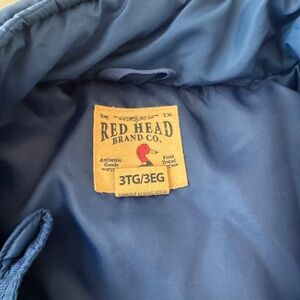 RED HEAD
BRAND CO.
Authentic Field
Goods Tested
3TG/3EG